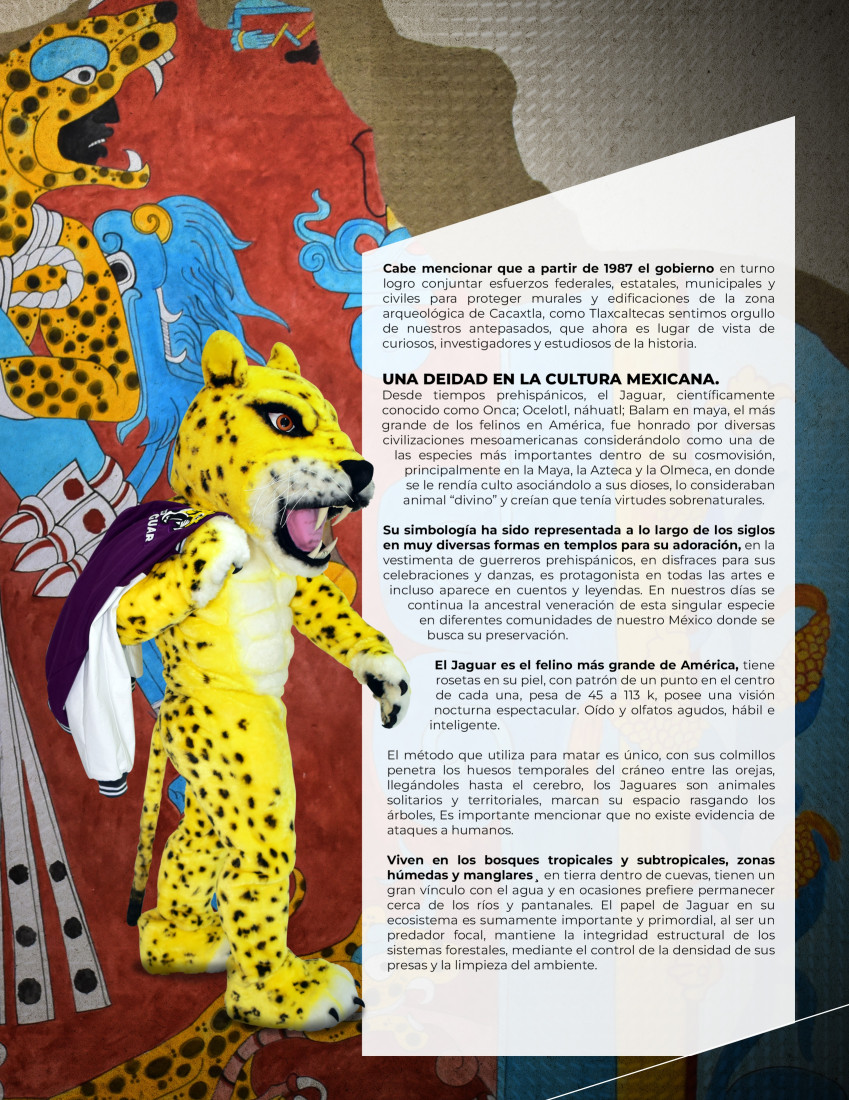 Cabe mencionar que a partir de 1987 el gobierno en turno
logro conjuntar esfuerzos federales, estatales, municipales y
civiles para proteger murales y edificaciones de la zona
arqueológica de Cacaxtla, como Tlaxcaltecas sentimos orgullo
de nuestros antepasados, que ahora es lugar de vista de
curiosos, investigadores y estudiosos de la historia.
UNA DEIDAD EN LA CULTURA MEXICANA.
Desde tiempos prehispánicos, el Jaguar, científicamente
conocido como Onca; Ocelotl, náhuatl; Balam en maya, el más
grande de los felinos en América, fue honrado por diversas
civilizaciones mesoamericanas considerándolo como una de
las especies más importantes dentro de su cosmovisión,
principalmente en la Maya, la Azteca y la Olmeca, en donde
se le rendía culto asociándolo a sus dioses, lo consideraban
animal “divino” y creían que tenía virtudes sobrenaturales.
Su simbología ha sido representada a lo largo de los siglos
en muy diversas formas en templos para su adoración, en la
vestimenta de guerreros prehispánicos, en disfraces para sus
celebraciones y danzas, es protagonista en todas las artes e
incluso aparece en cuentos y leyendas. En nuestros días se
continúa la ancestral veneración de esta singular especie
en diferentes comunidades de nuestro México donde se
busca su preservación.
El Jaguar es el felino más grande de América, tiene
rosetas en su piel, con patrón de un punto en el centro
de cada una, pesa de 45 a 113 k, posee una visión
nocturna espectacular. Oído y olfatos agudos, hábil e
inteligente.
El método que utiliza para matar es único, con sus colmillos
penetra los huesos temporales del cráneo entre las orejas,
llegándoles hasta el cerebro, los Jaguares son animales
solitarios y territoriales, marcan su espacio rasgando los
árboles, Es importante mencionar que no existe evidencia de
ataques a humanos.
Viven en los bosques tropicales y subtropicales, zonas
húmedas y manglares¸ en tierra dentro de cuevas, tienen un
gran vínculo con el agua y en ocasiones prefiere permanecer
cerca de los ríos y pantanales. El papel de Jaguar en su
ecosistema es sumamente importante y primordial, al ser un
predador focal, mantiene la integridad estructural de los
sistemas forestales, mediante el control de la densidad de sus
presas y la limpieza del ambiente.
GUAR